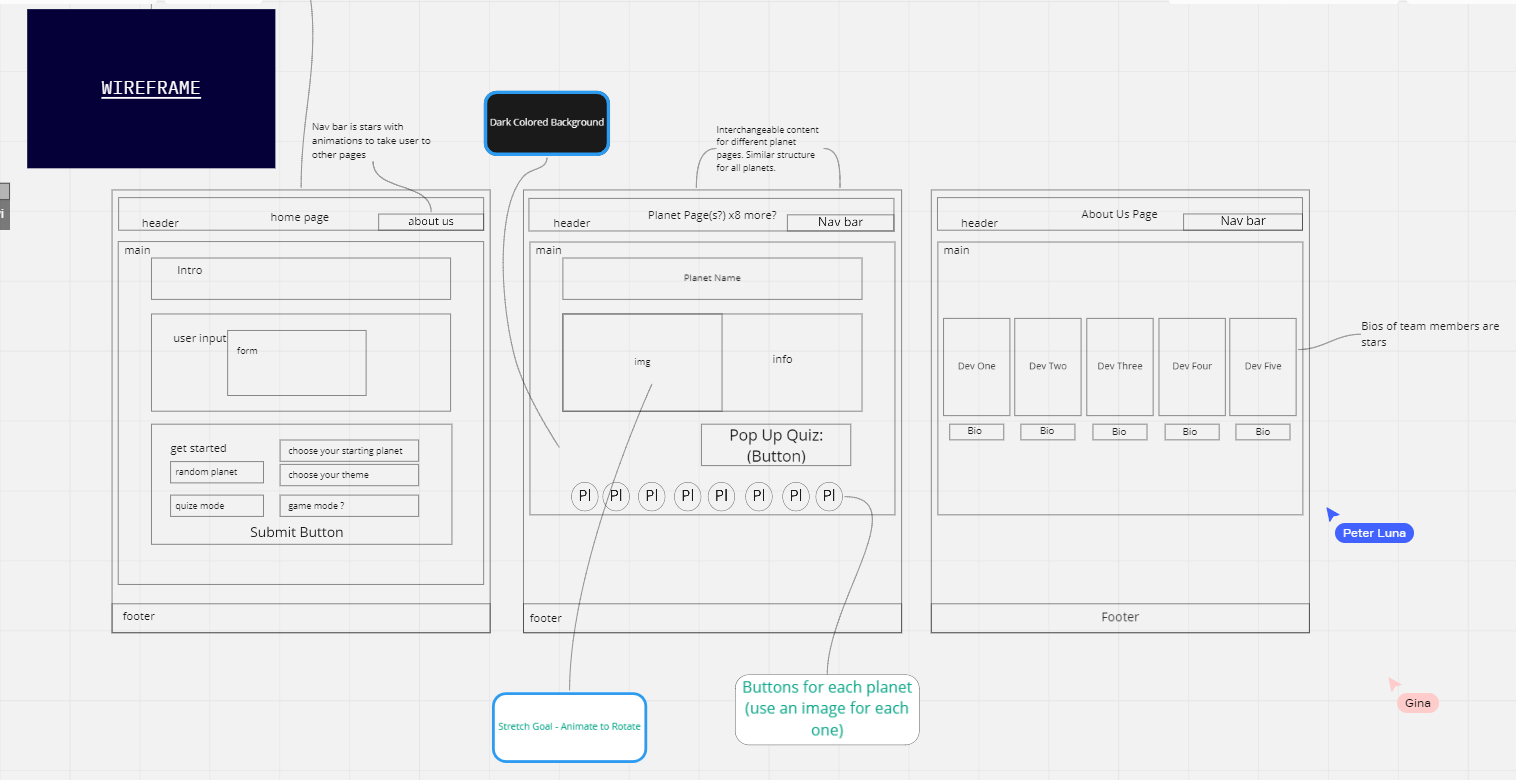 WIREFRAME
Dark Colored Background
Nav bar is stars with
animations to take user to
other pages
Interchangeable content
for different planet
pages. Similar structure
for all planets.
header
home page
about us
main
Intro
user input
form
get started
random planet
quize mode
choose your starting planet
choose your theme
game mode ?
Submit Button
footer
header
Planet Page(s?) x8 more?
Nav bar
main
Planet Name
img
info
Pop Up Quiz:
(Button)
Pl Pl Pl Pl Pl Pl Pl Pl
footer
Stretch Goal - Animate to Rotate
Buttons for each planet
(use an image for each
one)
header
About Us Page
Nav bar
main
Dev One
Dev Two
Dev Three
Dev Four
Dev Five
Bio
Bio
Bio
Bio
Bio
Footer
Bios of team members are
stars
Peter Luna
Gina